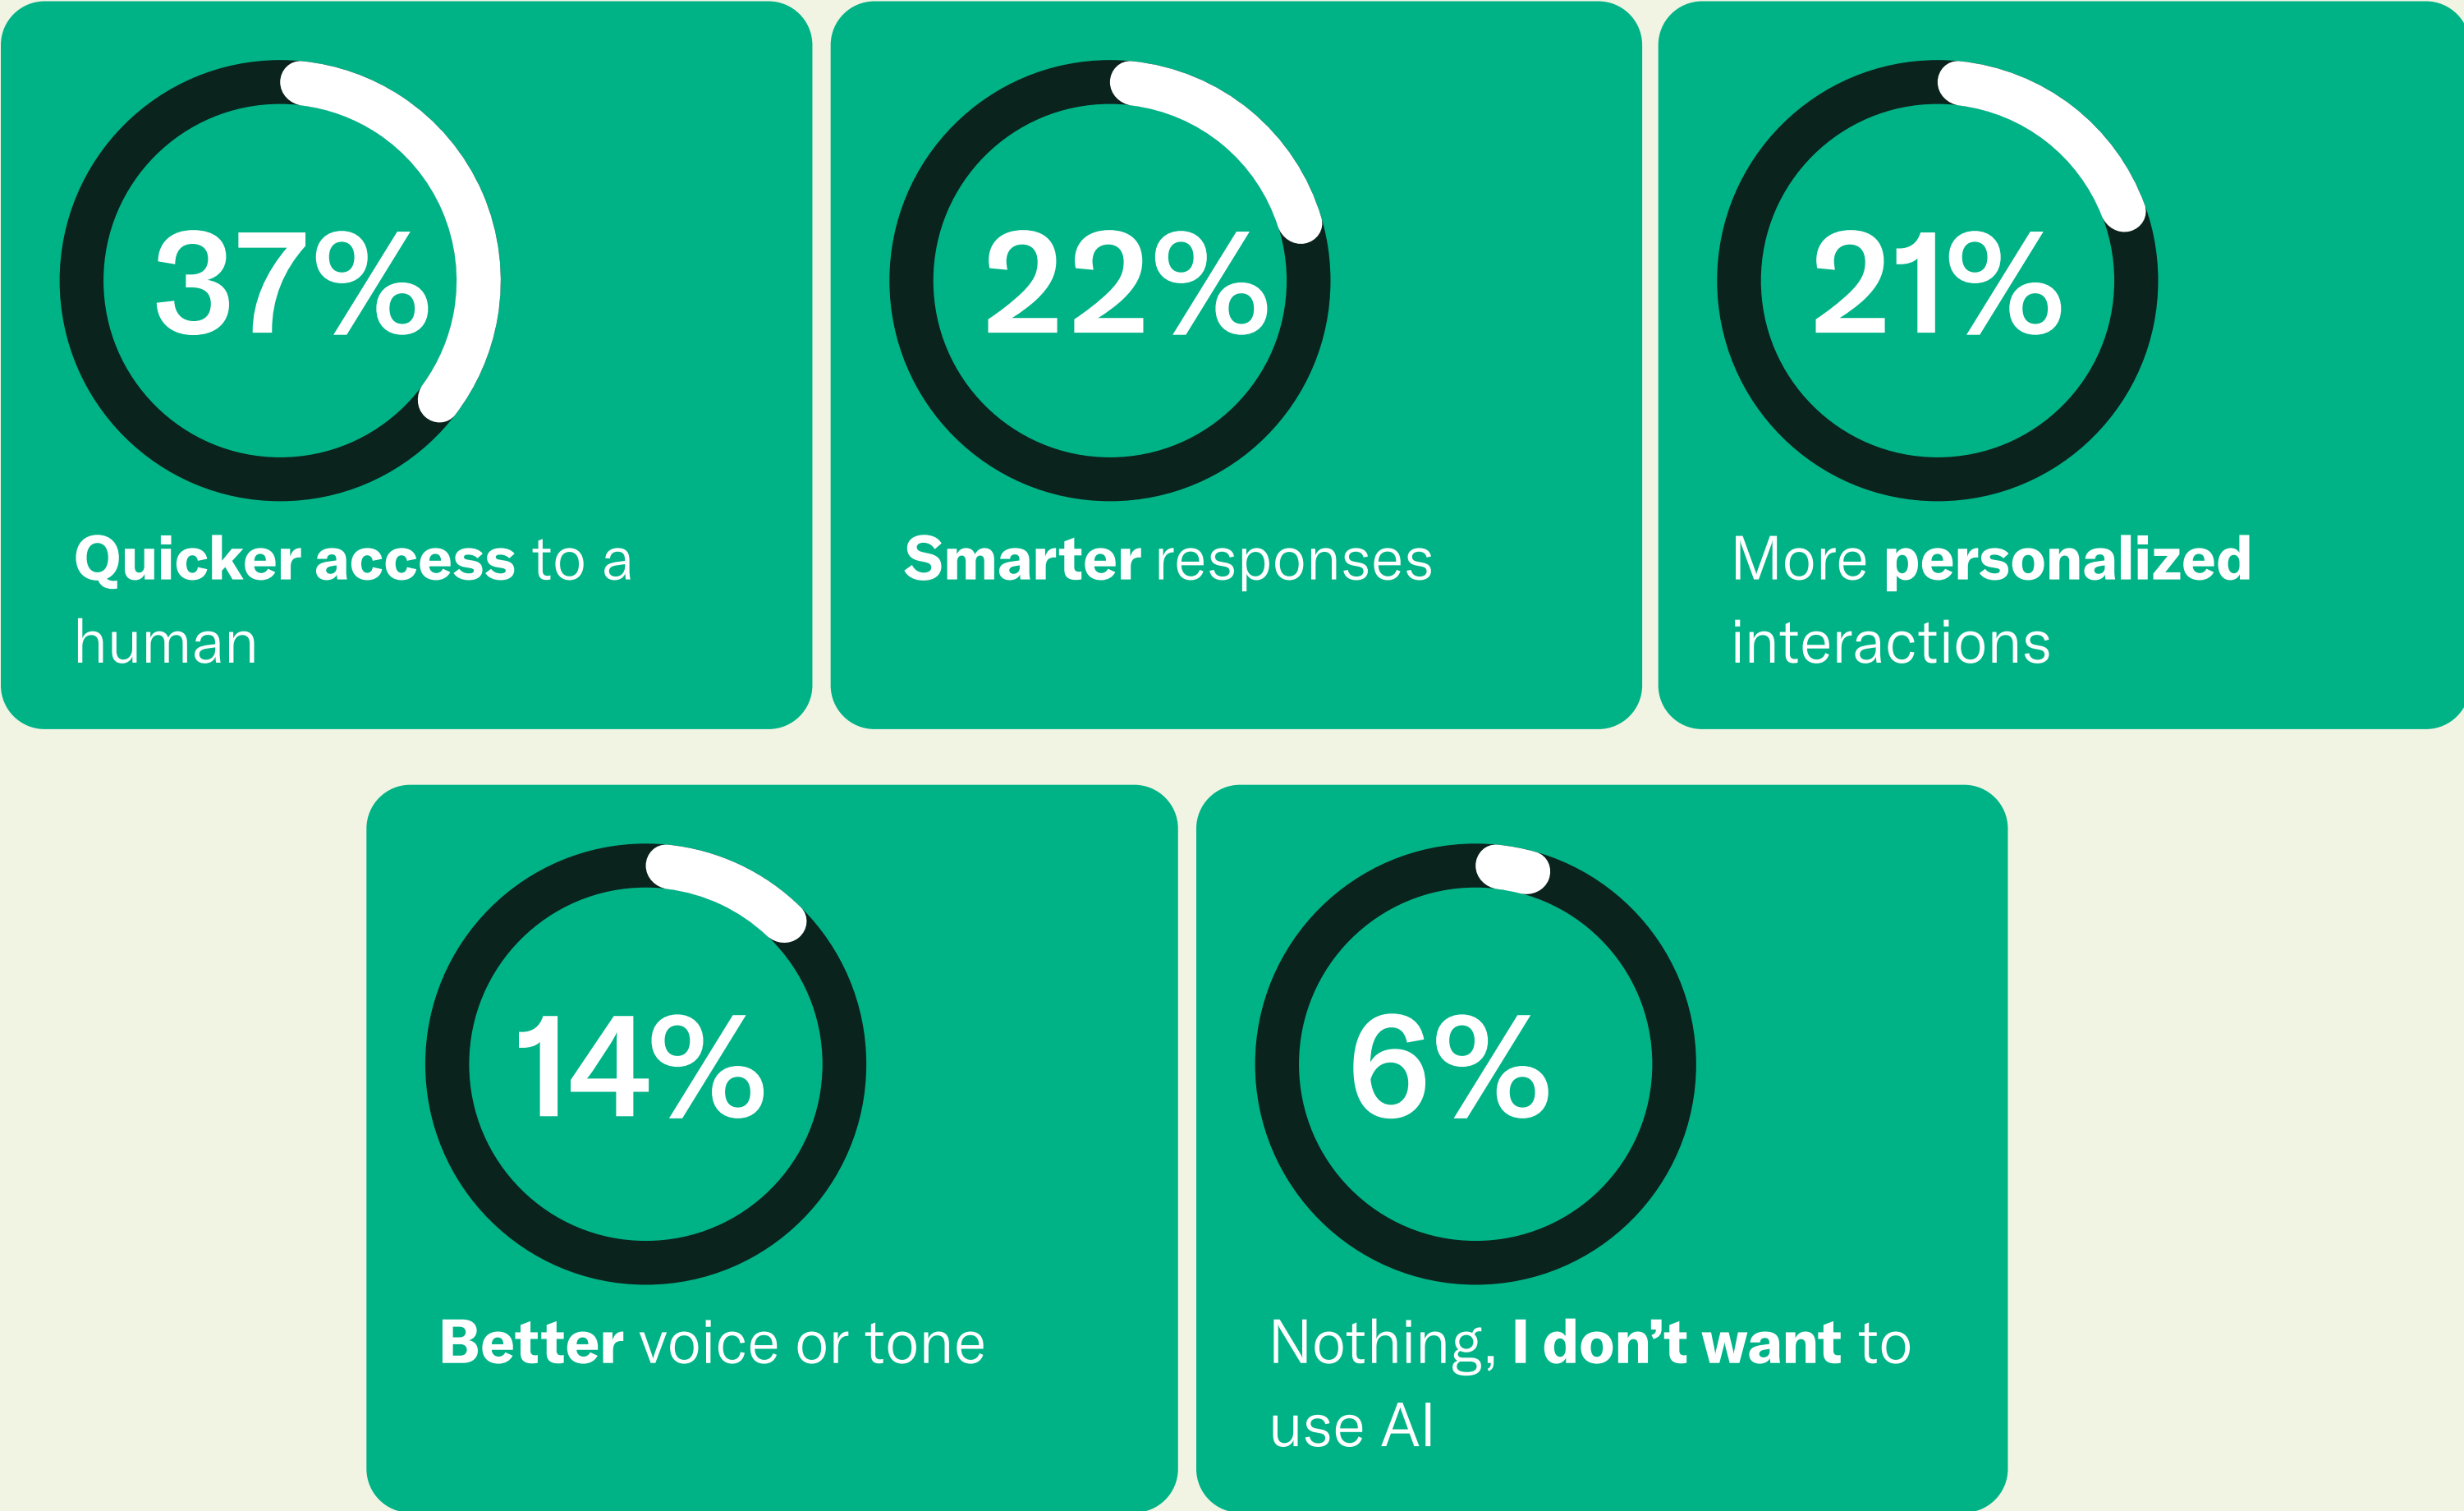 37%
Quicker access to a
human
22%
Smarter responses
21%
More personalized
interactions
14%
Better voice or tone
6%
Nothing, I don’t want to
use AI